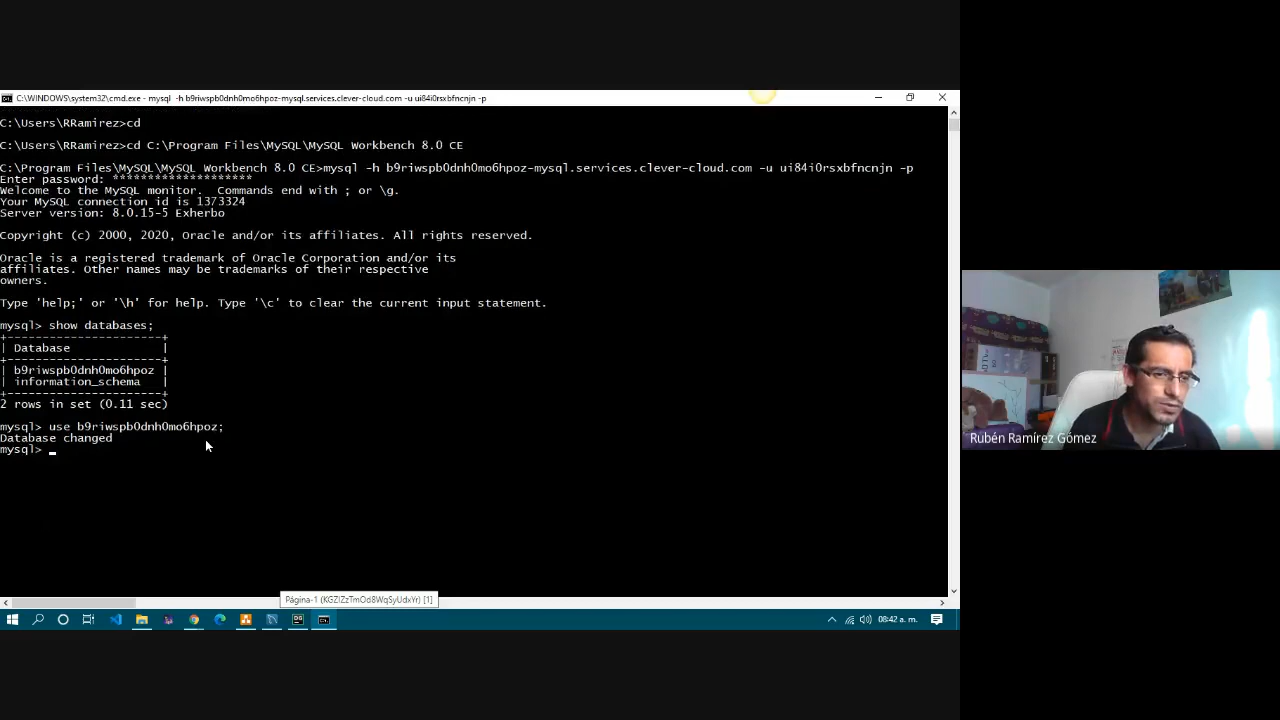 C:\WINDOWS\system32\cmd.exe - mysql -h b9riwspb0dnh0mo6hpoz-mysql.services.clever-cloud.com -u ui84i0rsxbfncnjn -p
C:\Users\RRamirez>cd
C:\Users\RRamirez>cd C:\Program Files\MySQL\MySQL Workbench 8.0 CE
C:\Program Files\MySQL\MySQL Workbench 8.0 CE>mysql -h b9riwspb0dnh0mo6hpoz-mysql.services.clever-cloud.com -u ui84i0rsxbfncnjn -p
Enter password: ********************
Welcome to the MySQL monitor.  Commands end with ; or \g.
Your MySQL connection id is 1373324
Server version: 8.0.15-5 Exherbo
Copyright (c) 2000, 2020, Oracle and/or its affiliates. All rights reserved.
Oracle is a registered trademark of Oracle Corporation and/or its
affiliates. Other names may be trademarks of their respective
owners.
Type 'help;' or '\h' for help. Type '\c' to clear the current input statement.
mysql> show databases;
+----------------------+
| Database             |
+----------------------+
| b9riwspb0dnh0mo6hpoz |
| information_schema   |
+----------------------+
2 rows in set (0.11 sec)
mysql> use b9riwspb0dnh0mo6hpoz;
Database changed
mysql>
Rubén Ramírez Gómez
08:42 a. m.